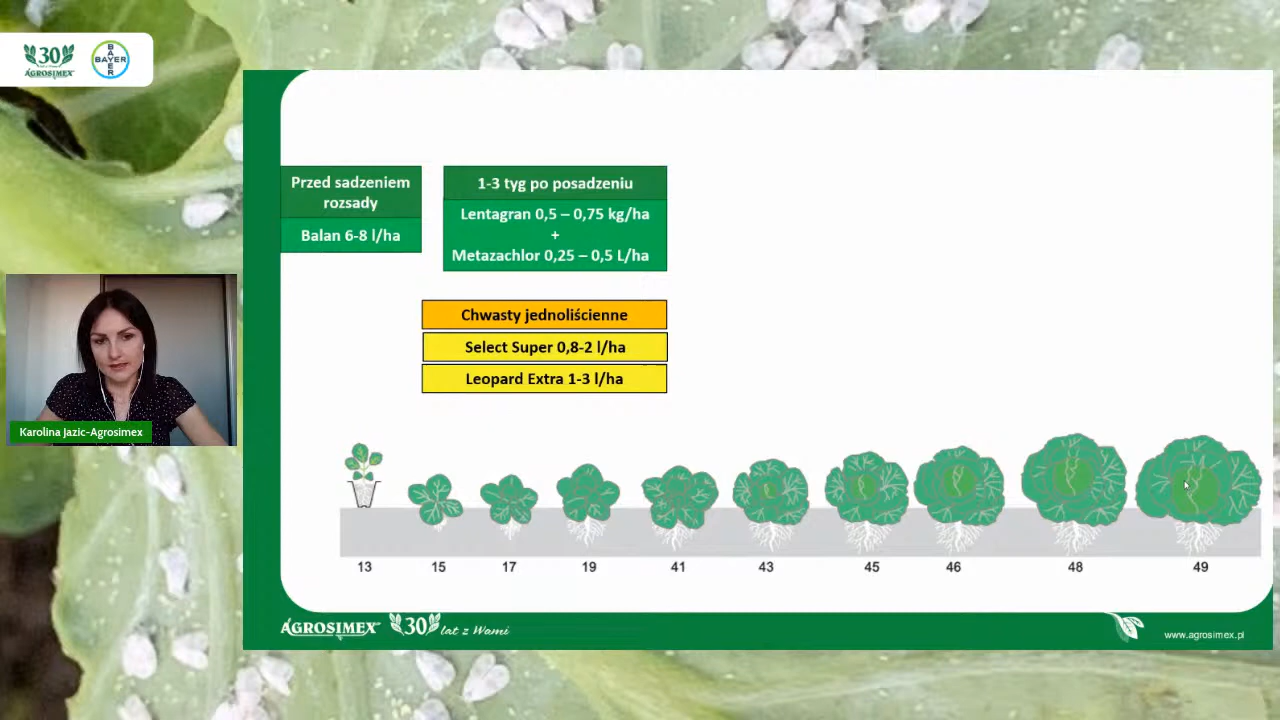 30
AGROSIMEX
BAYER
BAYER
Przed sadzeniem
rozsady
Balan 6-8 l/ha
1-3 tyg po posadzeniu
Lentagran 0,5 – 0,75 kg/ha
+
Metazachlor 0,25 – 0,5 L/ha
Chwasty jednoliścienne
Select Super 0,8-2 l/ha
Leopard Extra 1-3 l/ha
Karolina Jazic-Agrosimex
13 15 17 19 41 43 45 46 48 49
AGROSIMEX 30 lat z Wami
www.agrosimex.pl